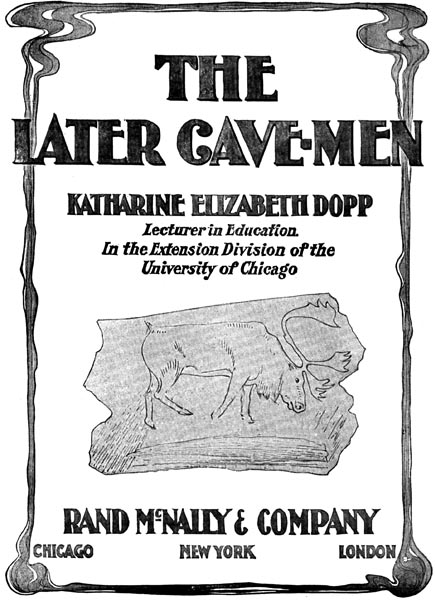 THE
LATER CAVE-MEN
KATHARINE ELIZABETH DOPP
Lecturer in Education.
In the Extension Division of the
University of Chicago
RAND McNALLY & COMPANY
CHICAGO NEW YORK LONDON